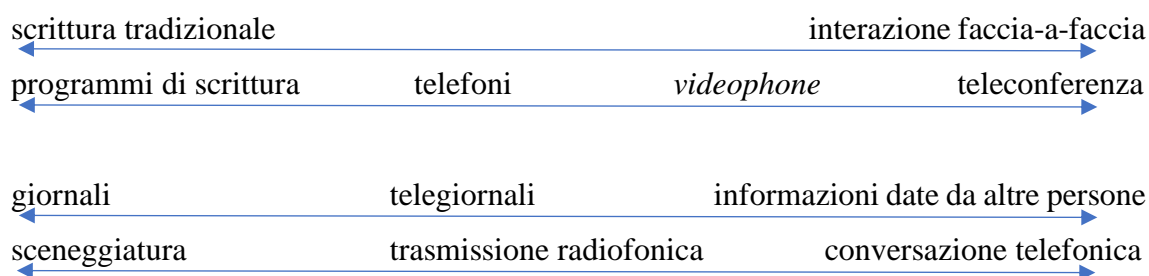 scrittura tradizionale interazione faccia-a-faccia
programmi di scrittura telefoni videophone teleconferenza
giornali telegiornali informazioni date da altre persone
sceneggiatura trasmissione radiofonica conversazione telefonica